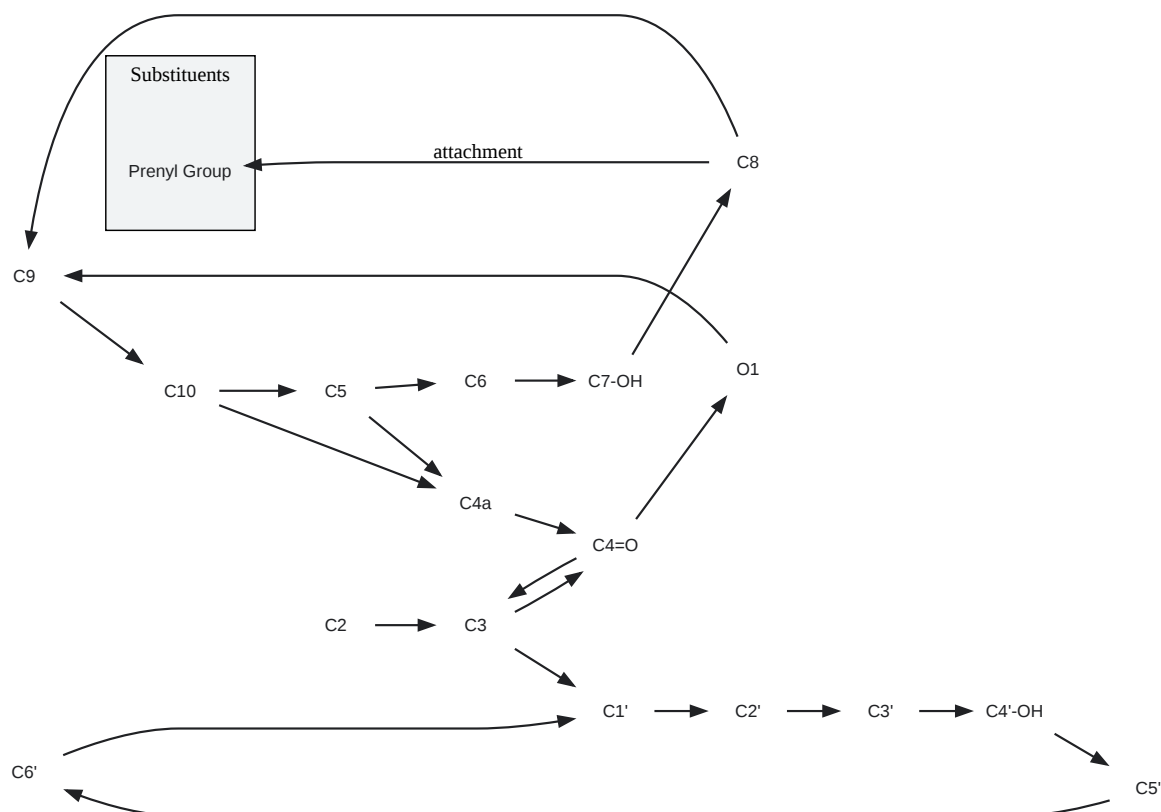 Substituents
attachment
C8
Prenyl Group
C9
O1
C10
C5
C6
C7-OH
C4a
C4=O
C2
C3
C1'
C2'
C3'
C4'-OH
C6'
C5'